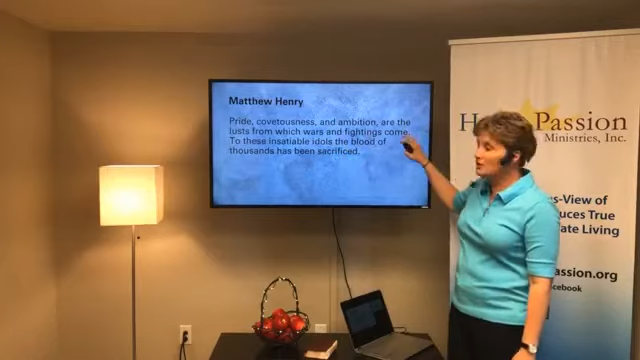 Matthew Henry
Pride, covetousness, and ambition, are the
lusts from which wars and fightings come.
To these insatiable idols the blood of
thousands has been sacrificed.
Passion
Ministries, Inc.
-View of
uces True
ate Living
assion.org
cebook